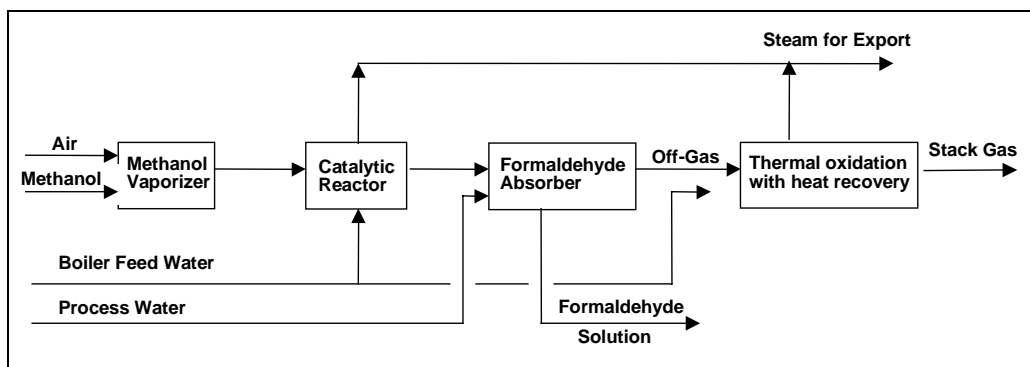 Steam for Export
Air
Methanol
Methanol
Vaporizer
Catalytic
Reactor
Formaldehyde
Absorber
Off-Gas
Thermal oxidation
with heat recovery
Stack Gas
Boiler Feed Water
Process Water
Formaldehyde
Solution